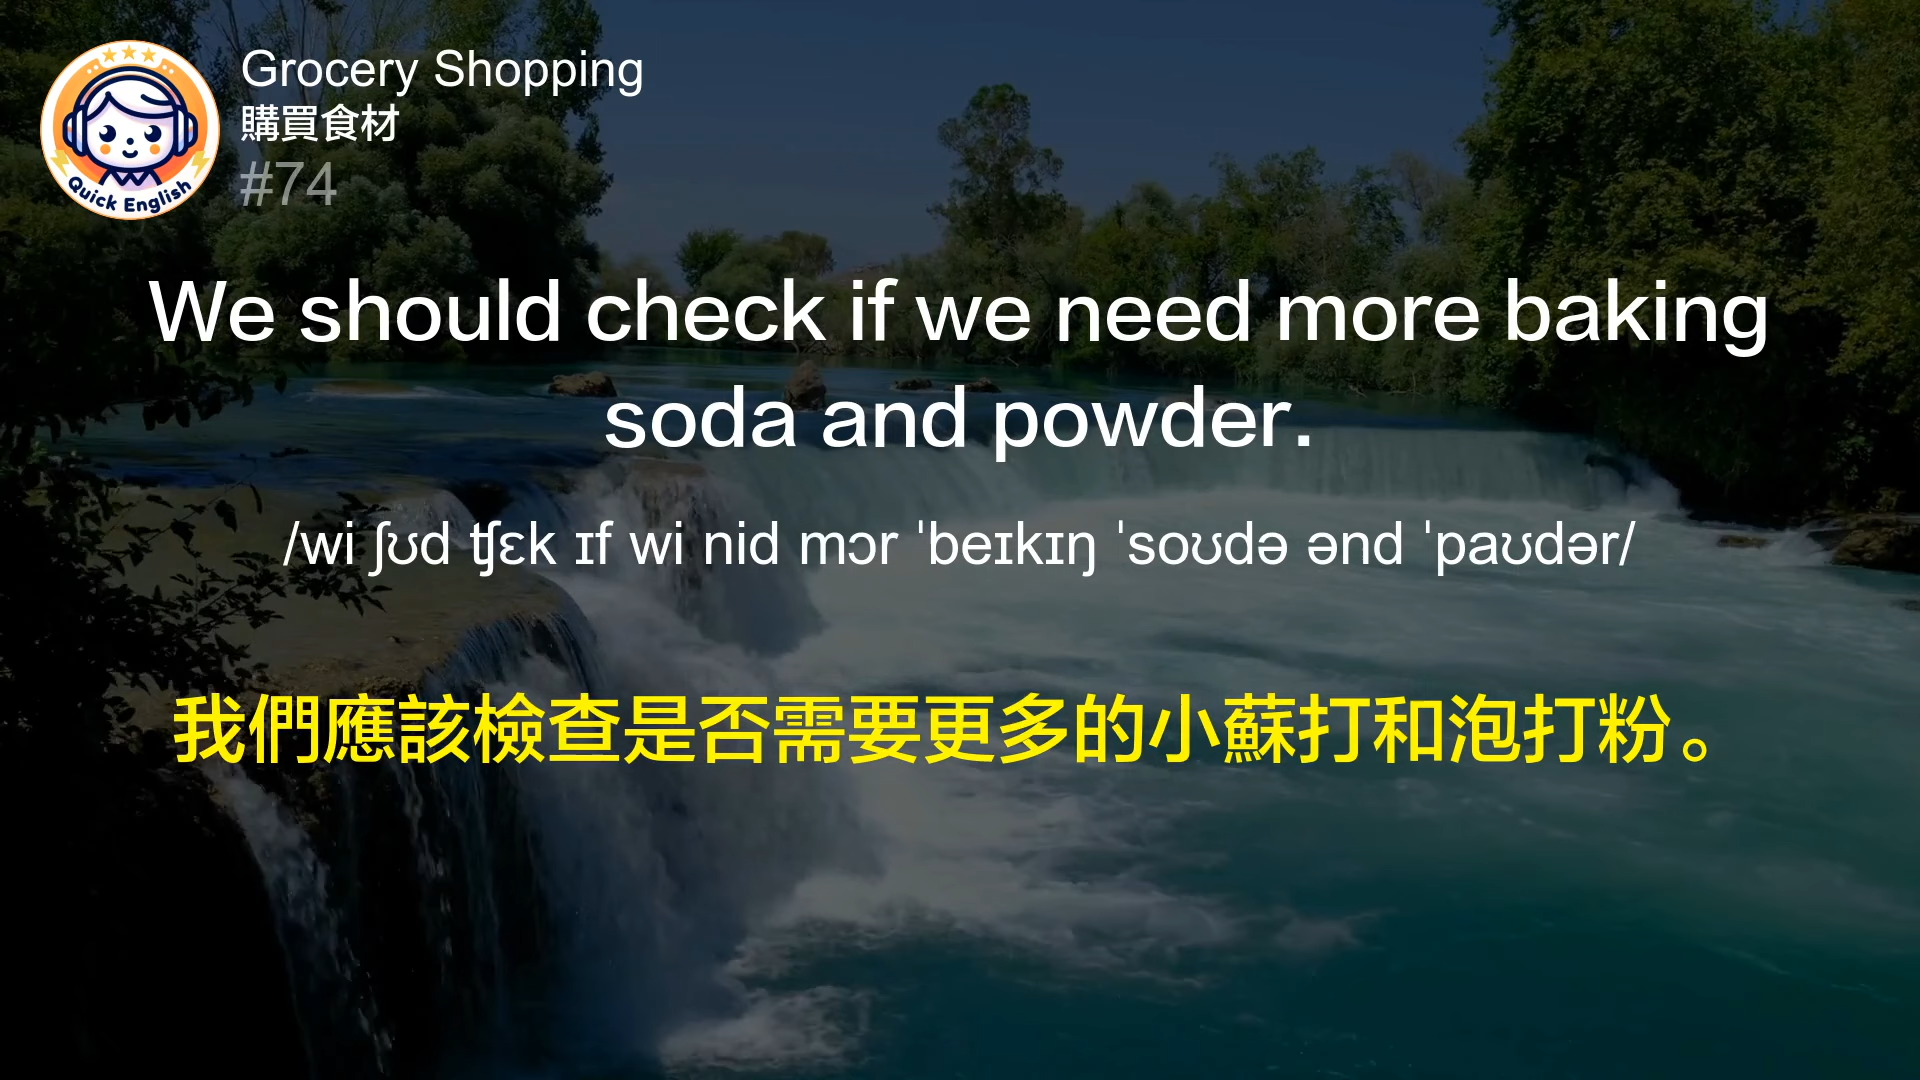 Quick English
Grocery Shopping
購買食材
#74
We should check if we need more baking
soda and powder.
/wi ʃʊd ʧɛk ɪf wi nid mɔr ˈbeɪkɪŋ ˈsoʊdə ənd ˈpaʊdər/
我們應該檢查是否需要更多的小蘇打和泡打粉。